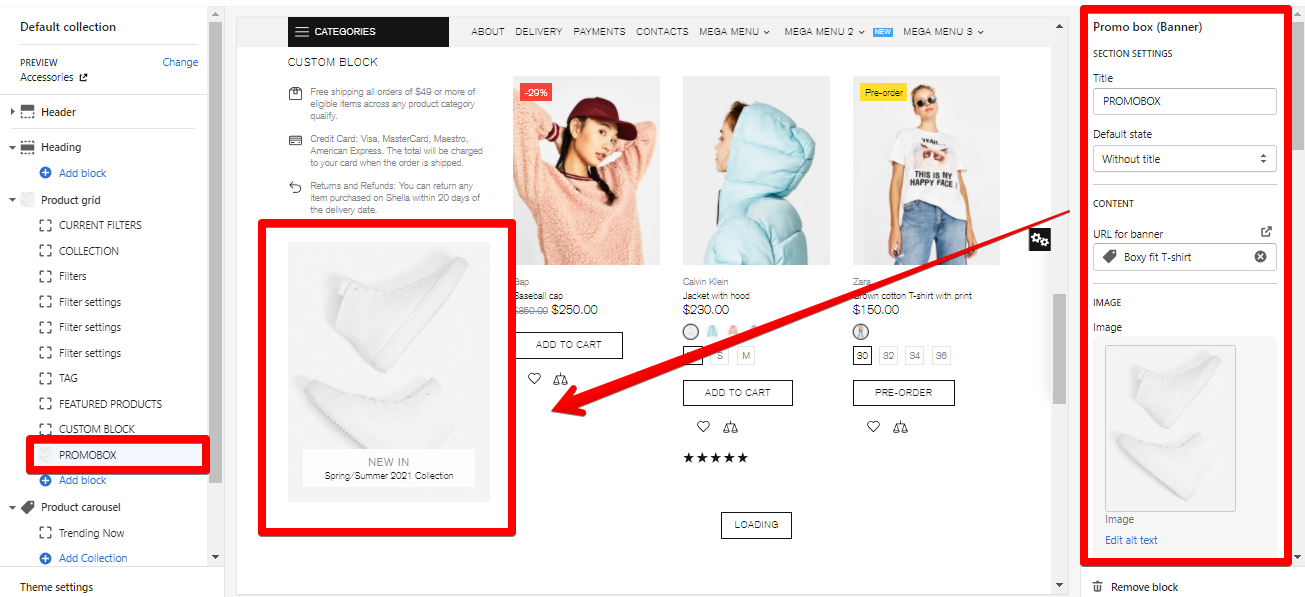 Default collection
PREVIEW
Change
Accessories
Header
Heading
Add block
Product grid
CURRENT FILTERS
COLLECTION
Filters
Filter settings
Filter settings
Filter settings
TAG
FEATURED PRODUCTS
CUSTOM BLOCK
PROMOBOX
Add block
Product carousel
Trending Now
Add Collection
Theme settings
CATEGORIES
ABOUT DELIVERY PAYMENTS CONTACTS MEGA MENU MEGA MENU 2 NEW MEGA MENU 3
CUSTOM BLOCK
Free shipping all orders of $49 or more of
eligible items across any product category
qualify.
Credit Card: Visa, MasterCard, Maestro,
American Express. The total will be charged
to your card when the order is shipped.
Returns and Refunds: You can return any
item purchased on Shella within 20 days of
the delivery date.
NEW IN
Spring/Summer 2021 Collection
-29%
Gap
Baseball cap
$350.00 $250.00
ADD TO CART
Calvin Klein
Jacket with hood
$230.00
S M
ADD TO CART
Pre-order
YEAH...
THIS IS MY
HAPPY FACE !
Zara
Brown cotton T-shirt with print
$150.00
30 32 34 36
PRE-ORDER
LOADING
Promo box (Banner)
SECTION SETTINGS
Title
PROMOBOX
Default state
Without title
CONTENT
URL for banner
Boxy fit T-shirt
IMAGE
Image
Image
Edit alt text
Remove block